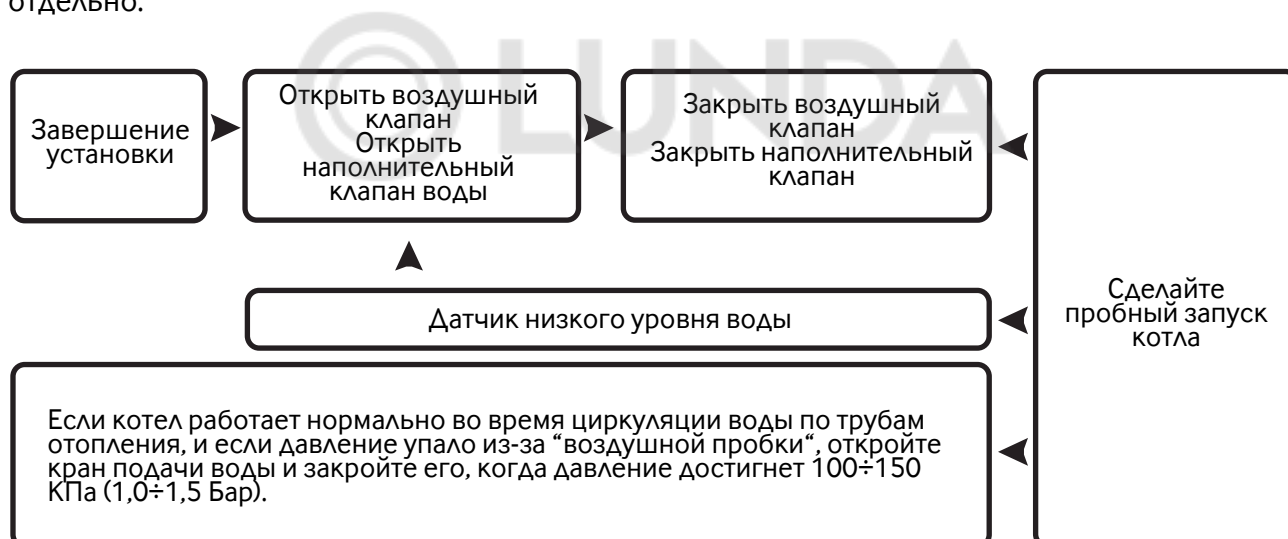 отдельно.
LUNDA
Завершение
установки
Открыть воздушный
клапан
Открыть
наполнительный
клапан воды
Закрыть воздушный
клапан
Закрыть наполнительный
клапан
Датчик низкого уровня воды
Сделайте
пробный запуск
котла
Если котел работает нормально во время циркуляции воды по трубам
отопления, и если давление упало из-за “воздушной пробки“, откройте
кран подачи воды и закройте его, когда давление достигнет 100÷150
КПа (1,0÷1,5 Бар).